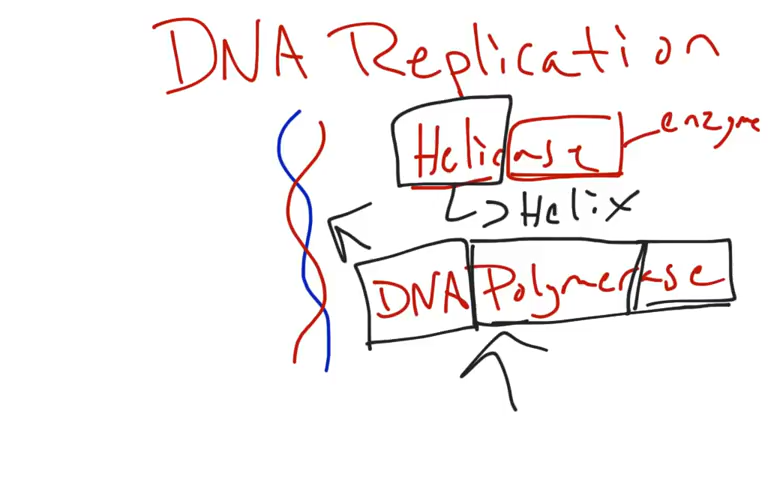 DNA Replication
Helicase enzyme
Helix
DNA Polymerase